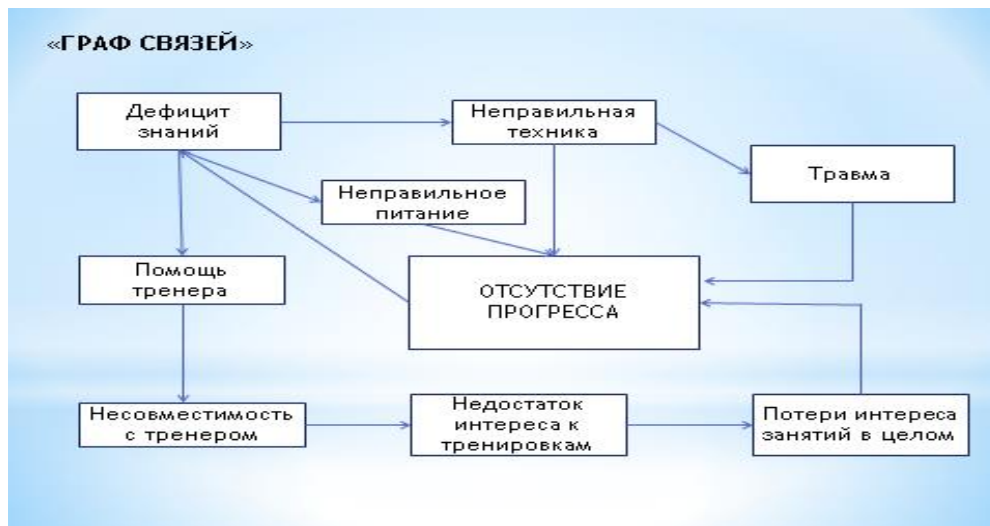 «ГРАФ СВЯЗЕЙ»
Дефицит
знаний
Неправильная
техника
Травма
Неправильное
питание
Помощь
тренера
ОТСУТСТВИЕ
ПРОГРЕССА
Несовместимость
с тренером
Недостаток
интереса к
тренировкам
Потери интереса
занятий в целом